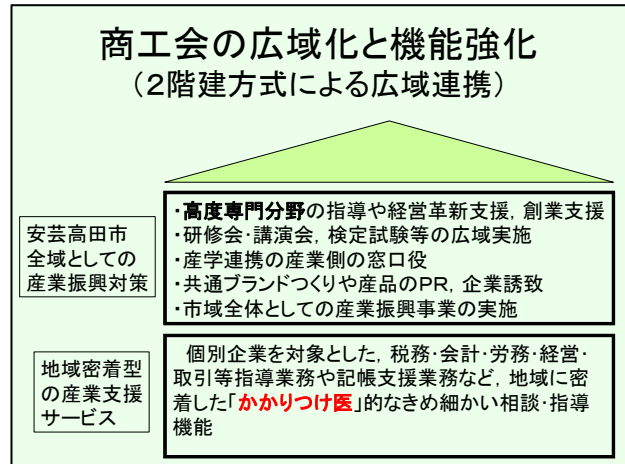 商工会の広域化と機能強化
（２階建方式による広域連携）
安芸高田市
全域としての
産業振興対策
・高度専門分野の指導や経営革新支援，創業支援
・研修会・講演会，検定試験等の広域実施
・産学連携の産業側の窓口役
・共通ブランドつくりや産品のＰＲ，企業誘致
・市域全体としての産業振興事業の実施
地域密着型
の産業支援
サービス
個別企業を対象とした，税務・会計・労務・経営・
取引等指導業務や記帳支援業務など，地域に密
着した「かかりつけ医」的なきめ細かい相談・指導
機能